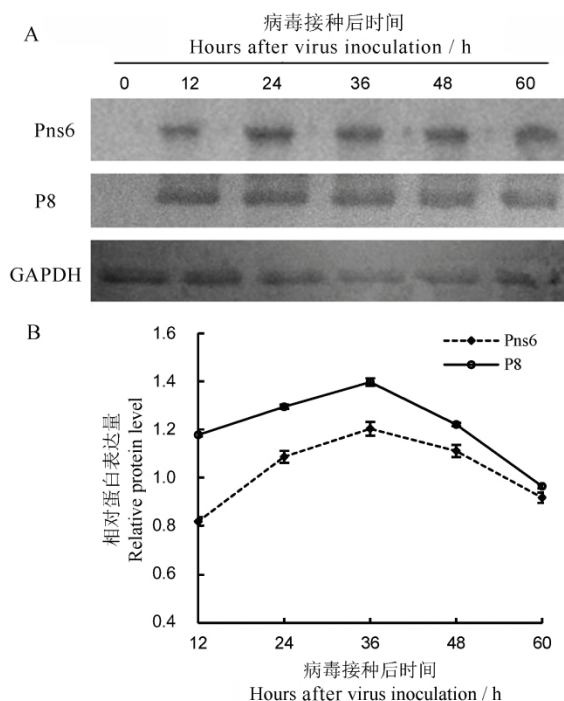 A
病毒接种后时间
Hours after virus inoculation / h
0 12 24 36 48 60
Pns6
P8
GAPDH
B
1.6
1.4
1.2
1.0
0.8
0.6
0.4
相对蛋白表达量
Relative protein level
Pns6
P8
12 24 36 48 60
病毒接种后时间
Hours after virus inoculation / h